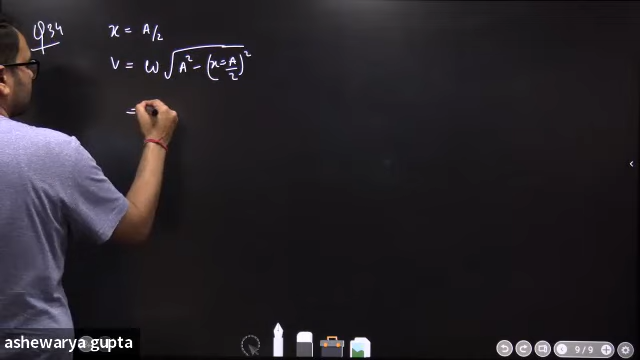 Q34
x = A/2
V = ω√A² - (x = A/2)²
=
ashewarya gupta
9/9